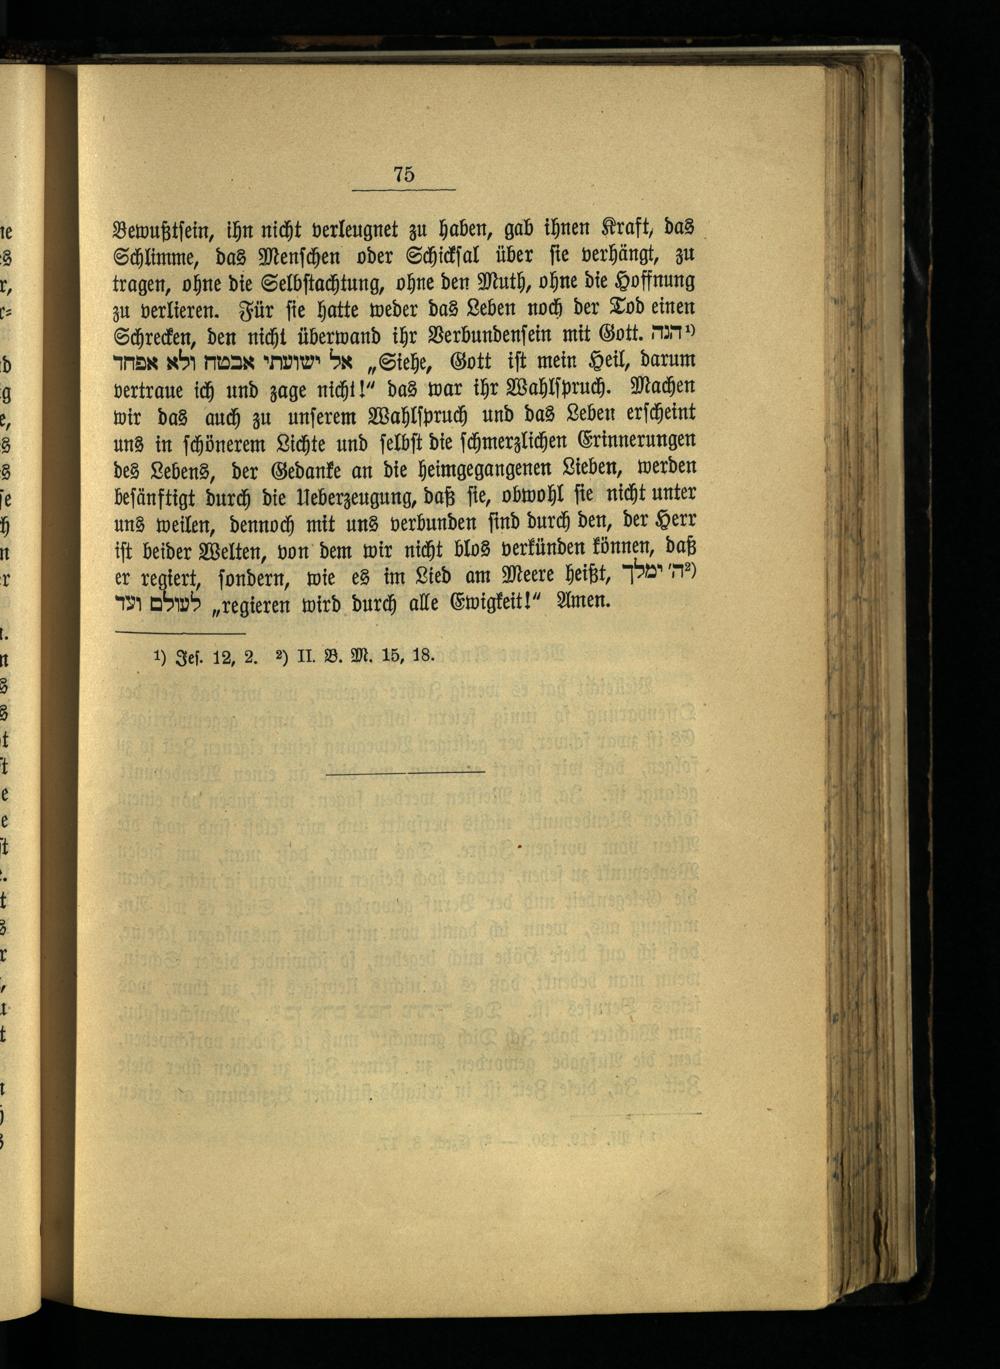 75
Bewußtsein, ihn nicht verleugnet zu haben, gab ihnen Kraft, das
Schlimme, das Menschen oder Schicksal über sie verhängt, zu
tragen, ohne die Selbstachtung, ohne den Muth, ohne die Hoffnung
zu verlieren. Für sie hatte weder das Leben noch der Tod einen
Schrecken, den nicht überwand ihr Verbundensein mit Gott. הנה ¹)
אל ישועתי אבטח ולא אפחד „Siehe, Gott ist mein Heil, darum
vertraue ich und zage nicht!“ das war ihr Wahlspruch. Machen
wir das auch zu unserem Wahlspruch und das Leben erscheint
uns in schönerem Lichte und selbst die schmerzlichen Erinnerungen
des Lebens, der Gedanke an die heimgegangenen Lieben, werden
besänftigt durch die Ueberzeugung, daß sie, obwohl sie nicht unter
uns weilen, dennoch mit uns verbunden sind durch den, der Herr
ist beider Welten, von dem wir nicht blos verkünden können, daß
er regiert, sondern, wie es im Lied am Meere heißt, ה' ימלך ²)
לעולם ועד „regieren wird durch alle Ewigkeit!“ Amen.
¹) Jes. 12, 2. ²) II. B. M. 15, 18.